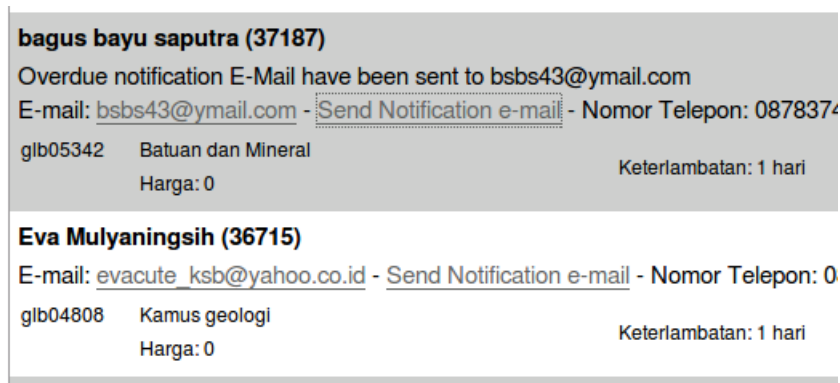 bagus bayu saputra (37187)
Overdue notification E-Mail have been sent to bsbs43@ymail.com
E-mail: bsbs43@ymail.com - Send Notification e-mail - Nomor Telepon: 0878374
glb05342 Batuan dan Mineral
Harga: 0
Keterlambatan: 1 hari
Eva Mulyaningsih (36715)
E-mail: evacute_ksb@yahoo.co.id - Send Notification e-mail - Nomor Telepon: 0
glb04808 Kamus geologi
Harga: 0
Keterlambatan: 1 hari